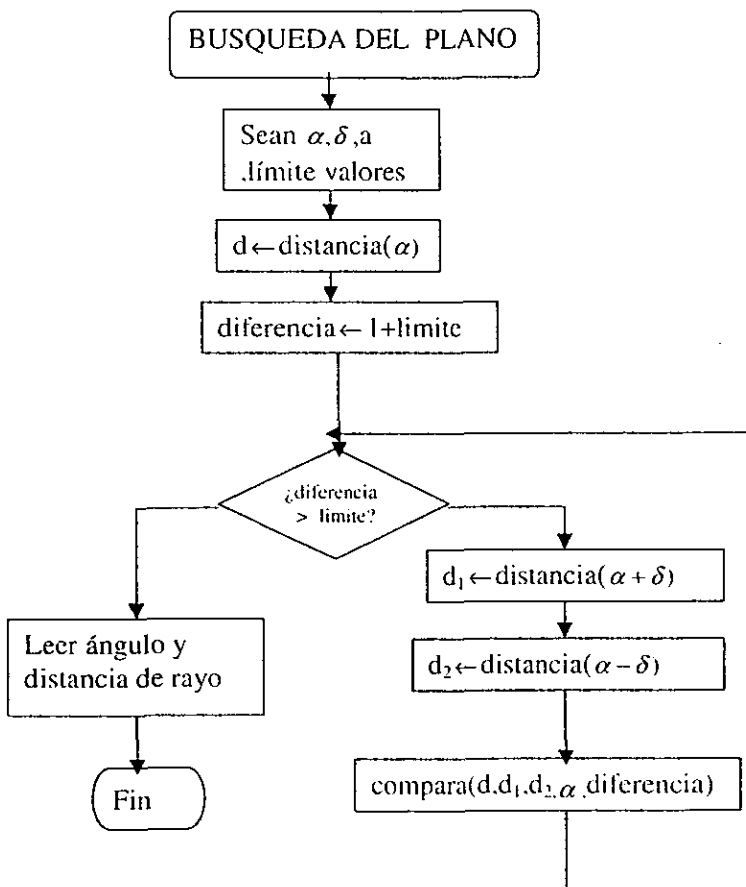 BUSQUEDA DEL PLANO
Sean α,δ,a
,límite valores
d←distancia(α)
diferencia← 1+limite
¿diferencia
> limite?
d₁←distancia(α+δ)
Leer ángulo y
distancia de rayo
d₂←distancia(α−δ)
Fin
compara(d,d₁,d₂,α,diferencia)